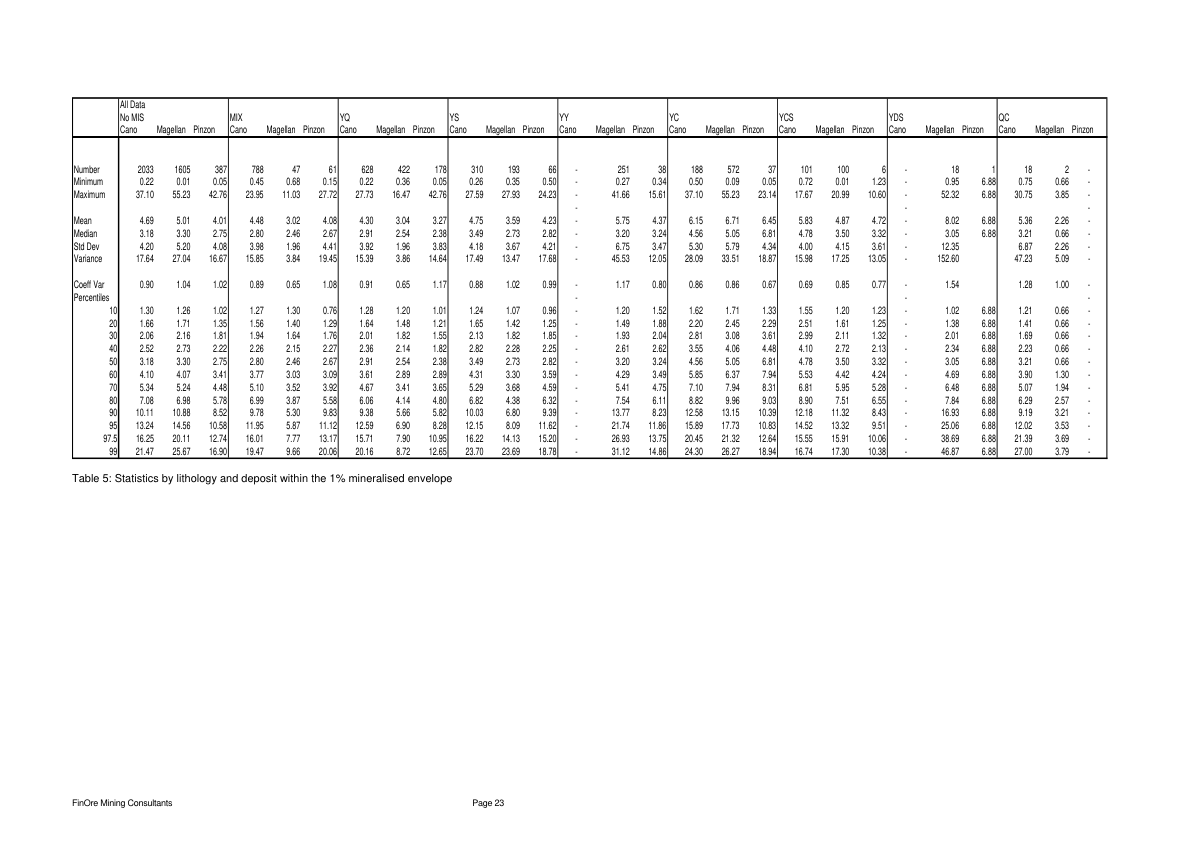 All Data
No MIS MIX YQ YS YY YC YCS YDS QC
Cano Magellan Pinzon Cano Magellan Pinzon Cano Magellan Pinzon Cano Magellan Pinzon Cano Magellan Pinzon Cano Magellan Pinzon Cano Magellan Pinzon Cano Magellan Pinzon Cano Magellan Pinzon
Number 2033 1605 387 788 47 61 628 422 178 310 193 66 - 251 38 188 572 37 101 100 6 - 18 1 18 2 -
Minimum 0.22 0.01 0.05 0.45 0.68 0.15 0.22 0.36 0.05 0.26 0.35 0.50 - 0.27 0.34 0.50 0.09 0.05 0.72 0.01 1.23 - 0.95 6.88 0.75 0.66 -
Maximum 37.10 55.23 42.76 23.95 11.03 27.72 27.73 16.47 42.76 27.59 27.93 24.23 - 41.66 15.61 37.10 55.23 23.14 17.67 20.99 10.60 - 52.32 6.88 30.75 3.85 -
- - -
Mean 4.69 5.01 4.01 4.48 3.02 4.08 4.30 3.04 3.27 4.75 3.59 4.23 - 5.75 4.37 6.15 6.71 6.45 5.83 4.87 4.72 - 8.02 6.88 5.36 2.26 -
Median 3.18 3.30 2.75 2.80 2.46 2.67 2.91 2.54 2.38 3.49 2.73 2.82 - 3.20 3.24 4.56 5.05 6.81 4.78 3.50 3.32 - 3.05 6.88 3.21 0.66 -
Std Dev 4.20 5.20 4.08 3.98 1.96 4.41 3.92 1.96 3.83 4.18 3.67 4.21 - 6.75 3.47 5.30 5.79 4.34 4.00 4.15 3.61 - 12.35 6.87 2.26 -
Variance 17.64 27.04 16.67 15.85 3.84 19.45 15.39 3.86 14.64 17.49 13.47 17.68 - 45.53 12.05 28.09 33.51 18.87 15.98 17.25 13.05 - 152.60 47.23 5.09 -
Coeff Var 0.90 1.04 1.02 0.89 0.65 1.08 0.91 0.65 1.17 0.88 1.02 0.99 - 1.17 0.80 0.86 0.86 0.67 0.69 0.85 0.77 - 1.54 1.28 1.00 -
Percentiles - - -
10 1.30 1.26 1.02 1.27 1.30 0.76 1.28 1.20 1.01 1.24 1.07 0.96 - 1.20 1.52 1.62 1.71 1.33 1.55 1.20 1.23 - 1.02 6.88 1.21 0.66 -
20 1.66 1.71 1.35 1.56 1.40 1.29 1.64 1.48 1.21 1.65 1.42 1.25 - 1.49 1.88 2.20 2.45 2.29 2.51 1.61 1.25 - 1.38 6.88 1.41 0.66 -
30 2.06 2.16 1.81 1.94 1.64 1.76 2.01 1.82 1.55 2.13 1.82 1.85 - 1.93 2.04 2.81 3.08 3.61 2.99 2.11 1.32 - 2.01 6.88 1.69 0.66 -
40 2.52 2.73 2.22 2.26 2.15 2.27 2.36 2.14 1.82 2.82 2.28 2.25 - 2.61 2.62 3.55 4.06 4.48 4.10 2.72 2.13 - 2.34 6.88 2.23 0.66 -
50 3.18 3.30 2.75 2.80 2.46 2.67 2.91 2.54 2.38 3.49 2.73 2.82 - 3.20 3.24 4.56 5.05 6.81 4.78 3.50 3.32 - 3.05 6.88 3.21 0.66 -
60 4.10 4.07 3.41 3.77 3.03 3.09 3.61 2.89 2.89 4.31 3.30 3.59 - 4.29 3.49 5.85 6.37 7.94 5.53 4.42 4.24 - 4.69 6.88 3.90 1.30 -
70 5.34 5.24 4.48 5.10 3.52 3.92 4.67 3.41 3.65 5.29 3.68 4.59 - 5.41 4.75 7.10 7.94 8.31 6.81 5.95 5.28 - 6.48 6.88 5.07 1.94 -
80 7.08 6.98 5.78 6.99 3.87 5.58 6.06 4.14 4.80 6.82 4.38 6.32 - 7.54 6.11 8.82 9.96 9.03 8.90 7.51 6.55 - 7.84 6.88 6.29 2.57 -
90 10.11 10.88 8.52 9.78 5.30 9.83 9.38 5.66 5.82 10.03 6.80 9.39 - 13.77 8.23 12.58 13.15 10.39 12.18 11.32 8.43 - 16.93 6.88 9.19 3.21 -
95 13.24 14.56 10.58 11.95 5.87 11.12 12.59 6.90 8.28 12.15 8.09 11.62 - 21.74 11.86 15.89 17.73 10.83 14.52 13.32 9.51 - 25.06 6.88 12.02 3.53 -
97.5 16.25 20.11 12.74 16.01 7.77 13.17 15.71 7.90 10.95 16.22 14.13 15.20 - 26.93 13.75 20.45 21.32 12.64 15.55 15.91 10.06 - 38.69 6.88 21.39 3.69 -
99 21.47 25.67 16.90 19.47 9.66 20.06 20.16 8.72 12.65 23.70 23.69 18.78 - 31.12 14.86 24.30 26.27 18.94 16.74 17.30 10.38 - 46.87 6.88 27.00 3.79 -
Table 5: Statistics by lithology and deposit within the 1% mineralised envelope
FinOre Mining Consultants Page 23